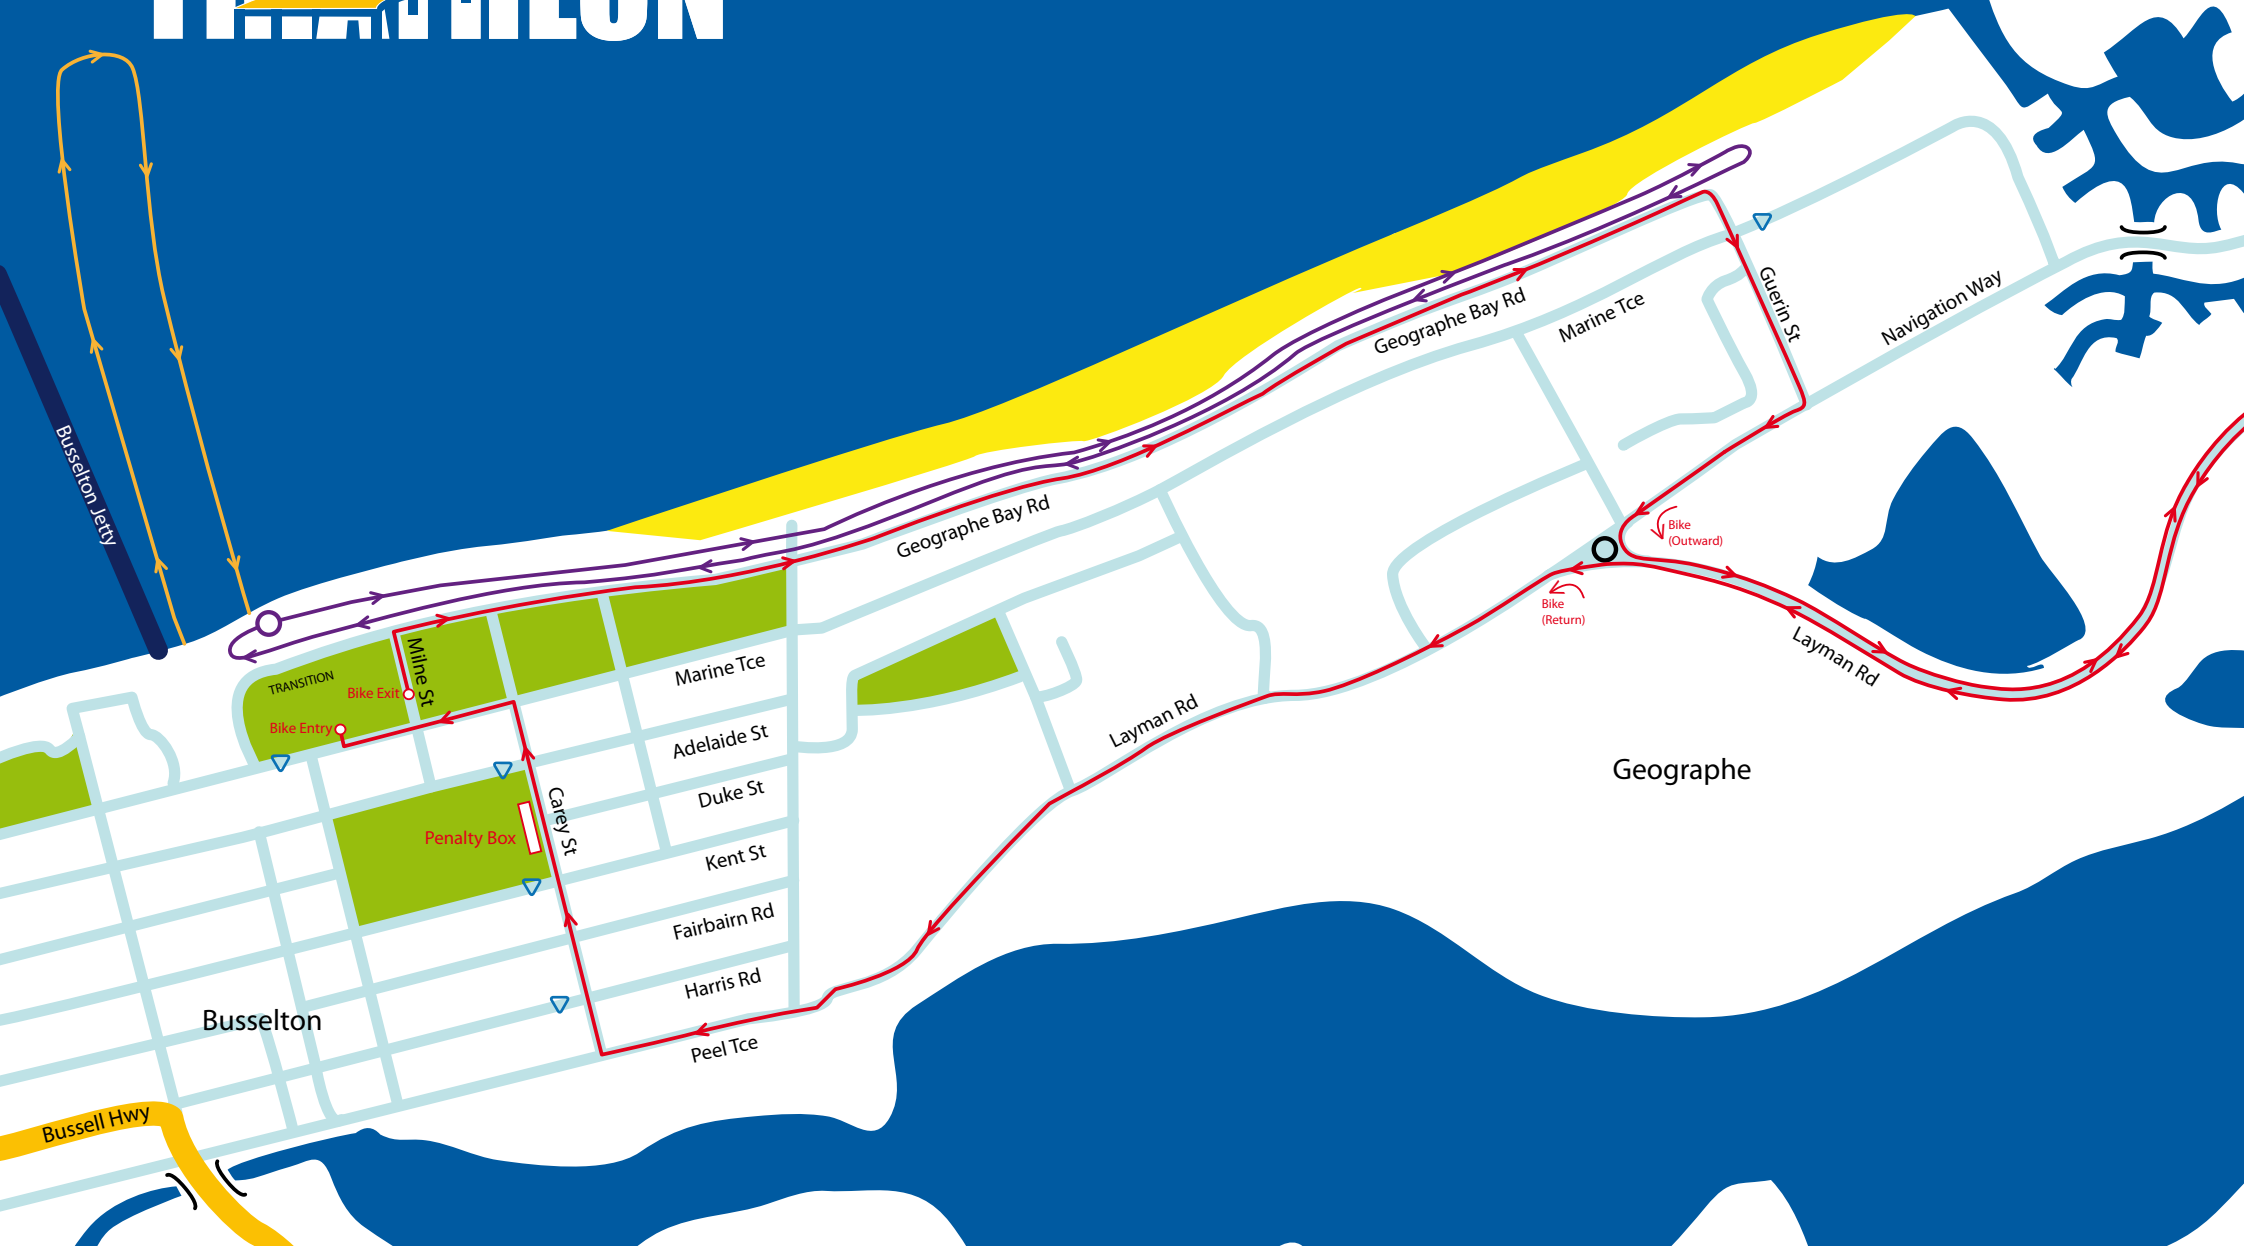 Busselton Jetty
Geographe Bay Rd
Marine Tce
Guerin St
Navigation Way
Geographe Bay Rd
Bike
(Outward)
Bike
(Return)
Layman Rd
TRANSITION
Milne St
Bike Exit
Bike Entry
Marine Tce
Adelaide St
Layman Rd
Geographe
Duke St
Carey St
Penalty Box
Kent St
Fairbairn Rd
Harris Rd
Busselton
Peel Tce
Bussell Hwy